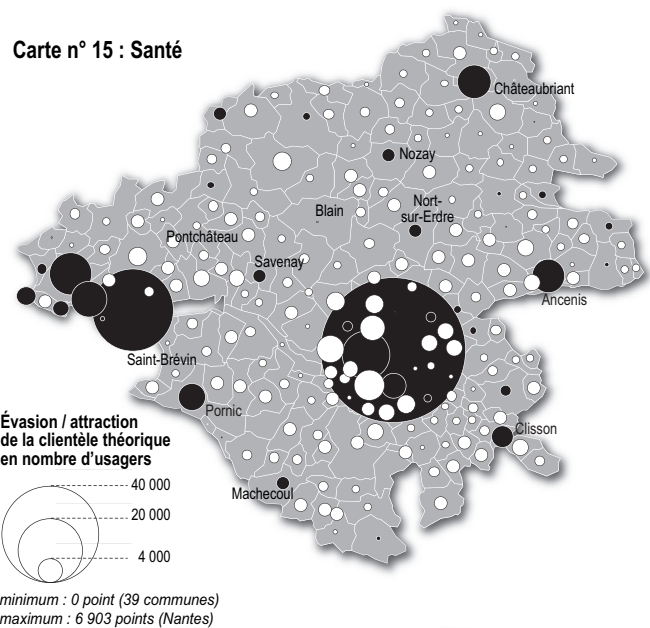 Carte n° 15 : Santé
Châteaubriant
Nozay
Blain
Nort-
sur-Erdre
Pontchâteau
Savenay
Ancenis
Saint-Brévin
Pornic
Clisson
Machecoul
Évasion / attraction
de la clientèle théorique
en nombre d'usagers
40 000
20 000
4 000
minimum : 0 point (39 communes)
maximum : 6 903 points (Nantes)